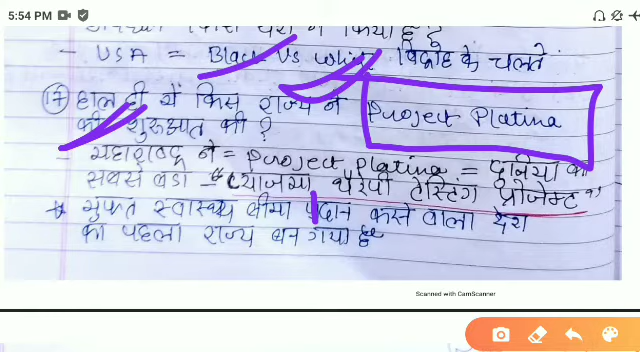 5:54 PM
- USA = Black Vs White विद्रोह के चलते
(17) हाल ही में किस राज्य ने Project Platina
की शुरुआत की ?
- महाराष्ट्र ने = Project Platina = दुनिया का
सबसे बड़ा - "प्लाजमा थैरेपी टेस्टिंग प्रोजेक्ट"
मुफ्त स्वास्थ्य बीमा प्रदान करने वाला देश
का पहला राज्य बन गया है
Scanned with CamScanner